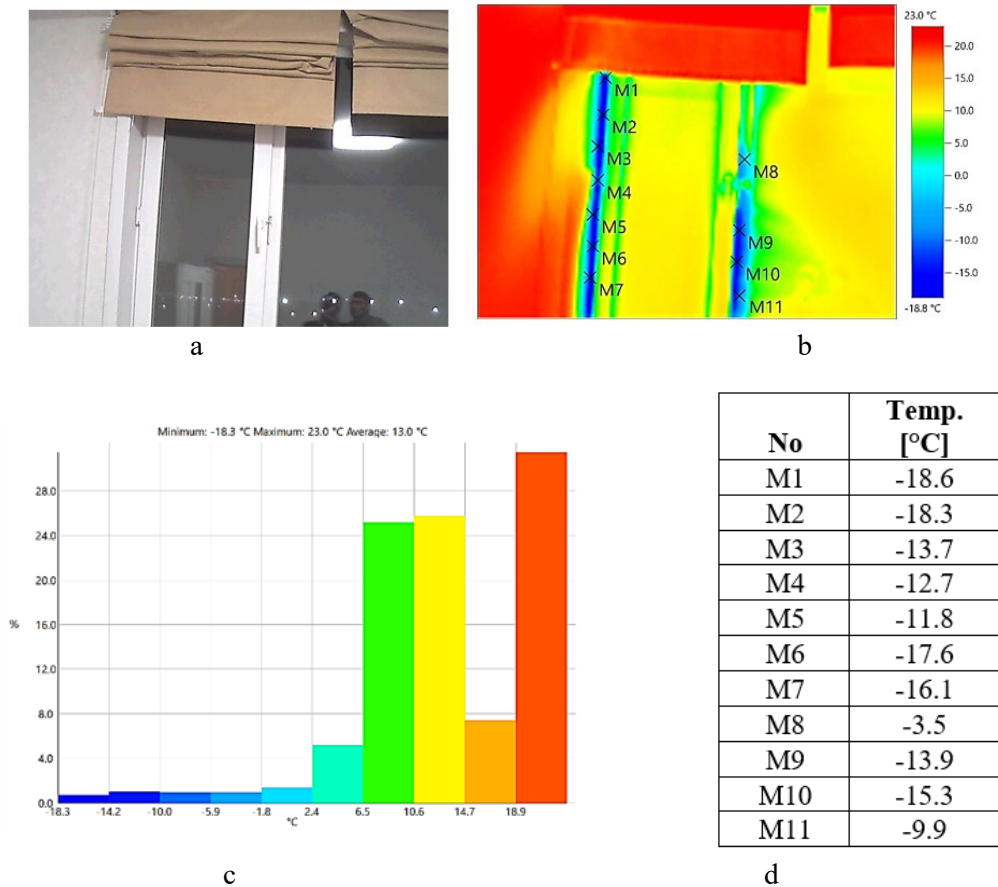 23.0 °C
20.0
15.0
10.0
5.0
0.0
-5.0
-10.0
-15.0
-18.8 °C
M1
M2
M3
M4
M5
M6
M7
M8
M9
M10
M11
a
b
Minimum: -18.3 °C Maximum: 23.0 °C Average: 13.0 °C
28.0
24.0
20.0
%
16.0
12.0
8.0
4.0
0.0
-18.3 -14.2 -10.0 -5.9 -1.8 2.4 6.5 10.6 14.7 18.9
°C
No Temp. [°C]
M1 -18.6
M2 -18.3
M3 -13.7
M4 -12.7
M5 -11.8
M6 -17.6
M7 -16.1
M8 -3.5
M9 -13.9
M10 -15.3
M11 -9.9
c
d